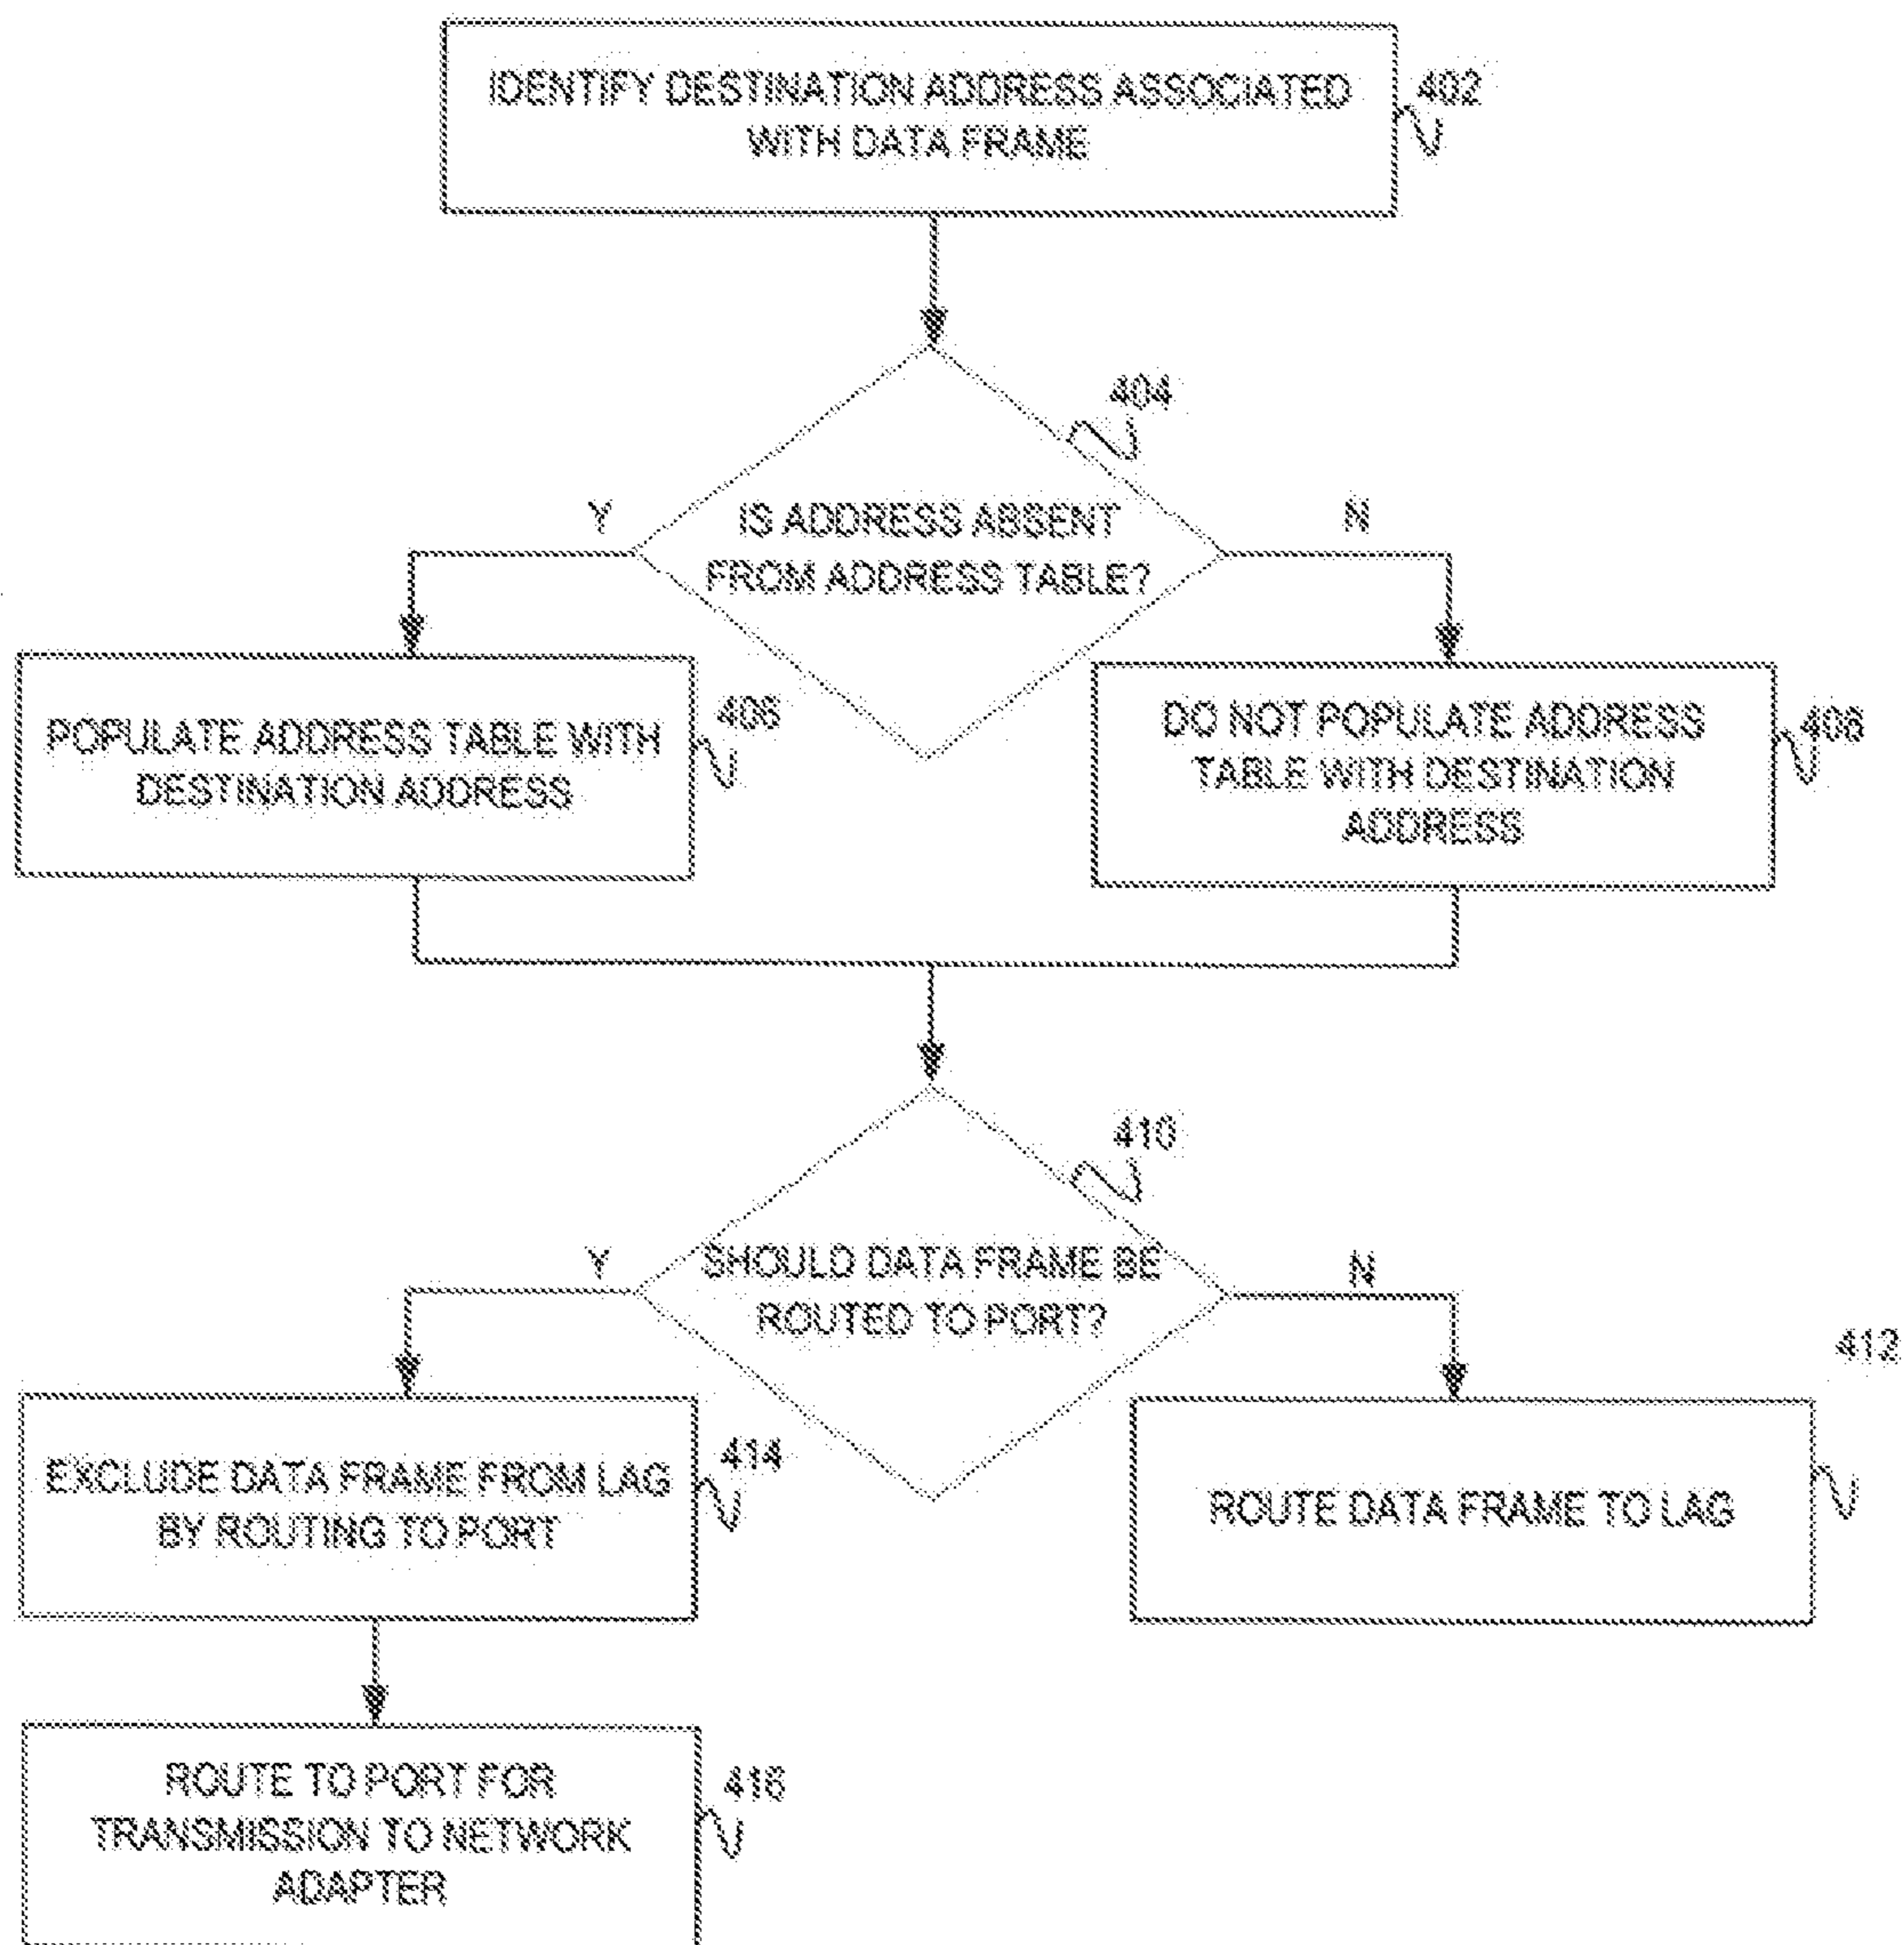 IDENTIFY DESTINATION ADDRESS ASSOCIATED
WITH DATA FRAME
402
404
IS ADDRESS ABSENT
FROM ADDRESS TABLE?
Y
N
POPULATE ADDRESS TABLE WITH
DESTINATION ADDRESS
DO NOT POPULATE ADDRESS
TABLE WITH DESTINATION
ADDRESS
410
SHOULD DATA FRAME BE
ROUTED TO PORT?
Y
N
412
EXCLUDE DATA FRAME FROM LAG
BY ROUTING TO PORT
414
ROUTE DATA FRAME TO LAG
ROUTE TO PORT FOR
TRANSMISSION TO NETWORK
ADAPTER
416